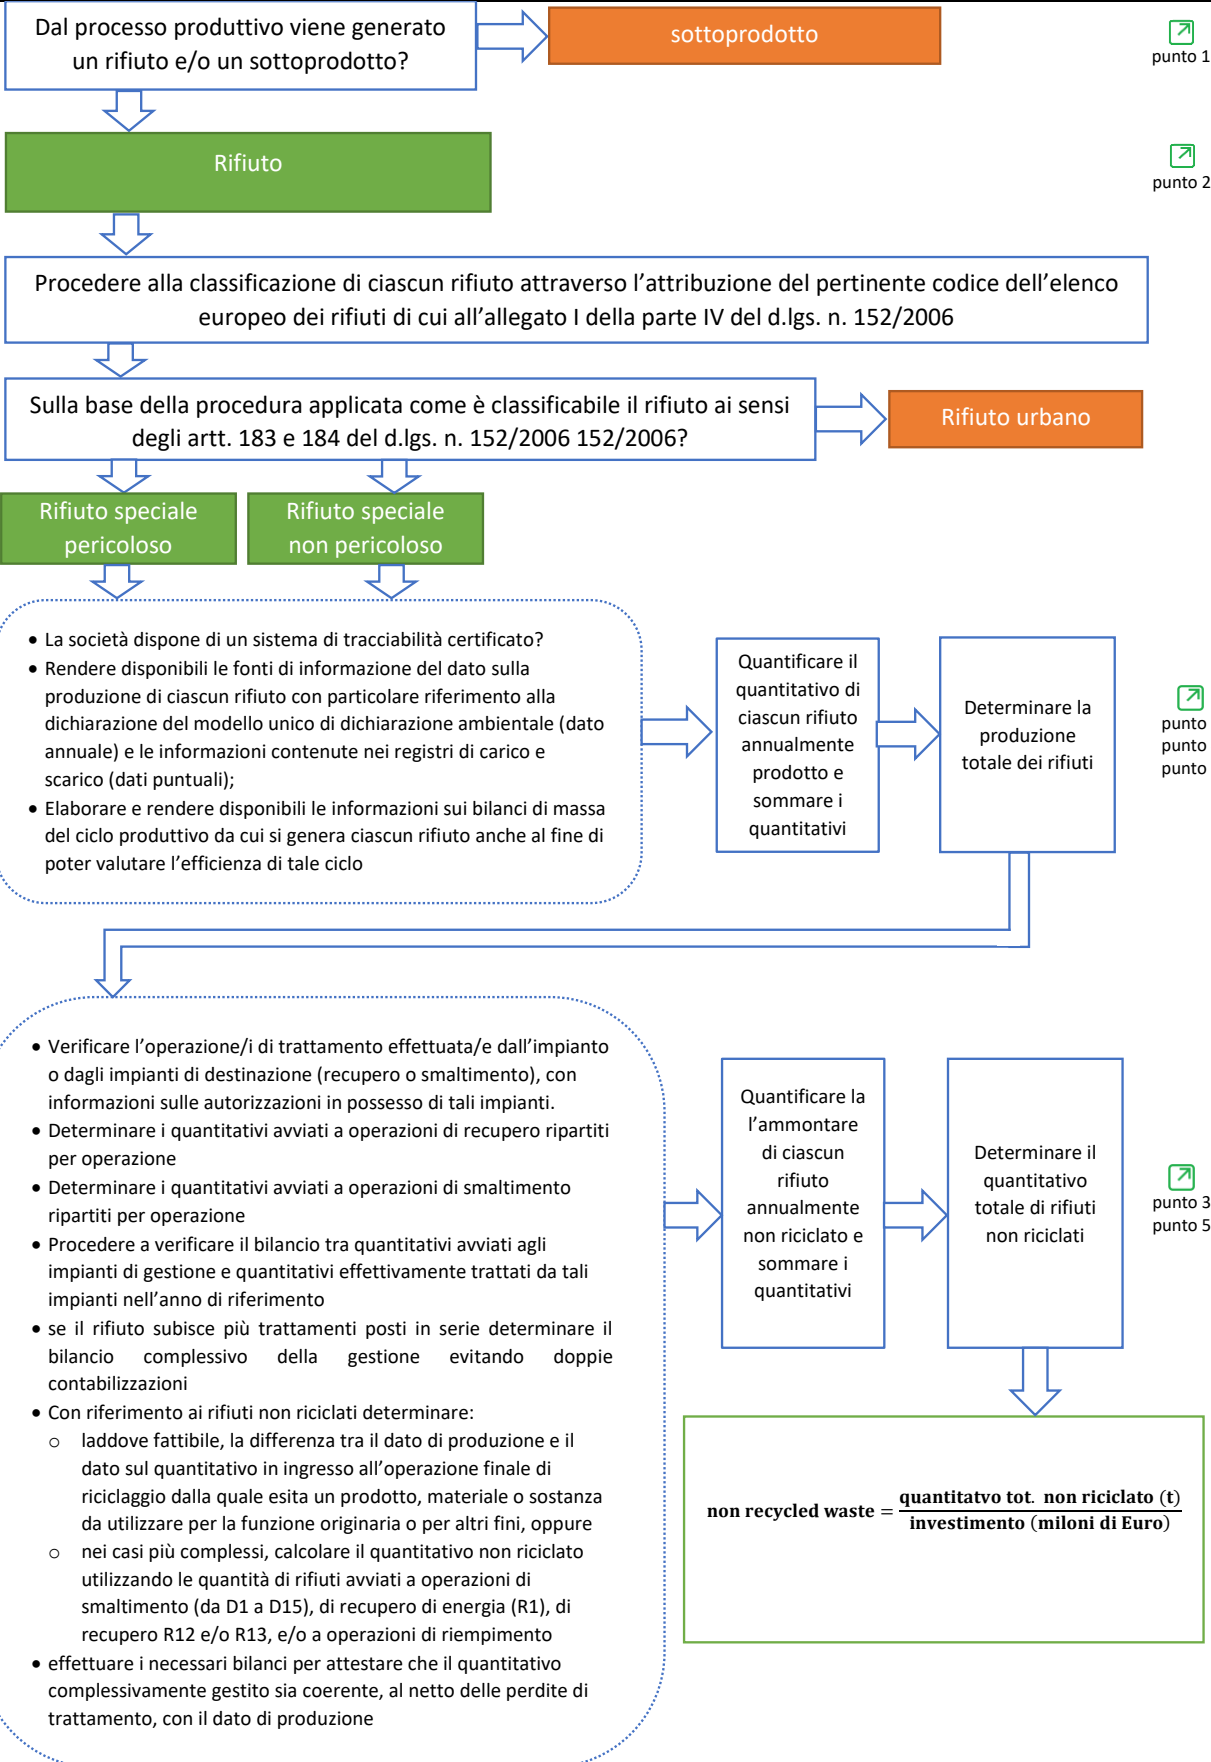 Dal processo produttivo viene generato
un rifiuto e/o un sottoprodotto?
sottoprodotto
punto 1
Rifiuto
punto 2
Procedere alla classificazione di ciascun rifiuto attraverso l’attribuzione del pertinente codice dell’elenco
europeo dei rifiuti di cui all’allegato I della parte IV del d.lgs. n. 152/2006
Sulla base della procedura applicata come è classificabile il rifiuto ai sensi
degli artt. 183 e 184 del d.lgs. n. 152/2006 152/2006?
Rifiuto urbano
Rifiuto speciale
pericoloso
Rifiuto speciale
non pericoloso
• La società dispone di un sistema di tracciabilità certificato?
• Rendere disponibili le fonti di informazione del dato sulla
produzione di ciascun rifiuto con particolare riferimento alla
dichiarazione del modello unico di dichiarazione ambientale (dato
annuale) e le informazioni contenute nei registri di carico e
scarico (dati puntuali);
• Elaborare e rendere disponibili le informazioni sui bilanci di massa
del ciclo produttivo da cui si genera ciascun rifiuto anche al fine di
poter valutare l’efficienza di tale ciclo
Quantificare il
quantitativo di
ciascun rifiuto
annualmente
prodotto e
sommare i
quantitativi
Determinare la
produzione
totale dei rifiuti
punto
punto
punto
• Verificare l’operazione/i di trattamento effettuata/e dall’impianto
o dagli impianti di destinazione (recupero o smaltimento), con
informazioni sulle autorizzazioni in possesso di tali impianti.
• Determinare i quantitativi avviati a operazioni di recupero ripartiti
per operazione
• Determinare i quantitativi avviati a operazioni di smaltimento
ripartiti per operazione
• Procedere a verificare il bilancio tra quantitativi avviati agli
impianti di gestione e quantitativi effettivamente trattati da tali
impianti nell’anno di riferimento
• se il rifiuto subisce più trattamenti posti in serie determinare il
bilancio complessivo della gestione evitando doppie
contabilizzazioni
• Con riferimento ai rifiuti non riciclati determinare:
o laddove fattibile, la differenza tra il dato di produzione e il
dato sul quantitativo in ingresso all’operazione finale di
riciclaggio dalla quale esita un prodotto, materiale o sostanza
da utilizzare per la funzione originaria o per altri fini, oppure
o nei casi più complessi, calcolare il quantitativo non riciclato
utilizzando le quantità di rifiuti avviati a operazioni di
smaltimento (da D1 a D15), di recupero di energia (R1), di
recupero R12 e/o R13, e/o a operazioni di riempimento
• effettuare i necessari bilanci per attestare che il quantitativo
complessivamente gestito sia coerente, al netto delle perdite di
trattamento, con il dato di produzione
Quantificare la
l’ammontare
di ciascun
rifiuto
annualmente
non riciclato e
sommare i
quantitativi
Determinare il
quantitativo
totale di rifiuti
non riciclati
punto 3
punto 5
quantitatvo tot. non riciclato (t)
non recycled waste =
investimento (miloni di Euro)